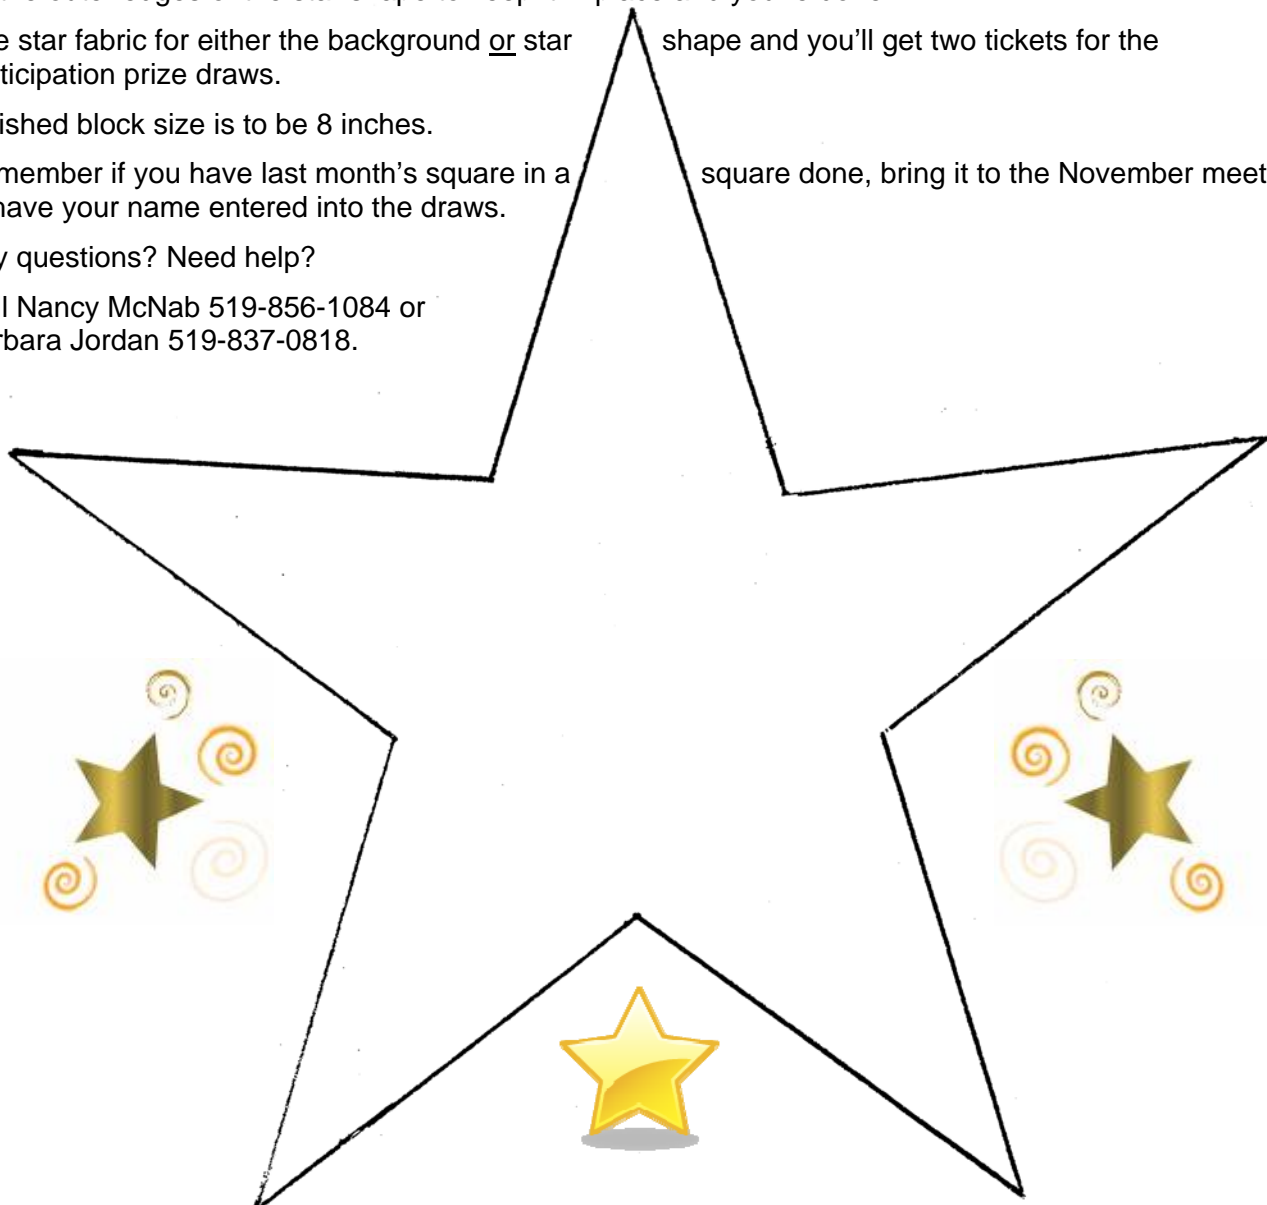 e star fabric for either the background or star shape and you’ll get two tickets for the
ticipation prize draws.
ished block size is to be 8 inches.
member if you have last month’s square in a square done, bring it to the November meet
have your name entered into the draws.
y questions? Need help?
l Nancy McNab 519-856-1084 or
rbara Jordan 519-837-0818.